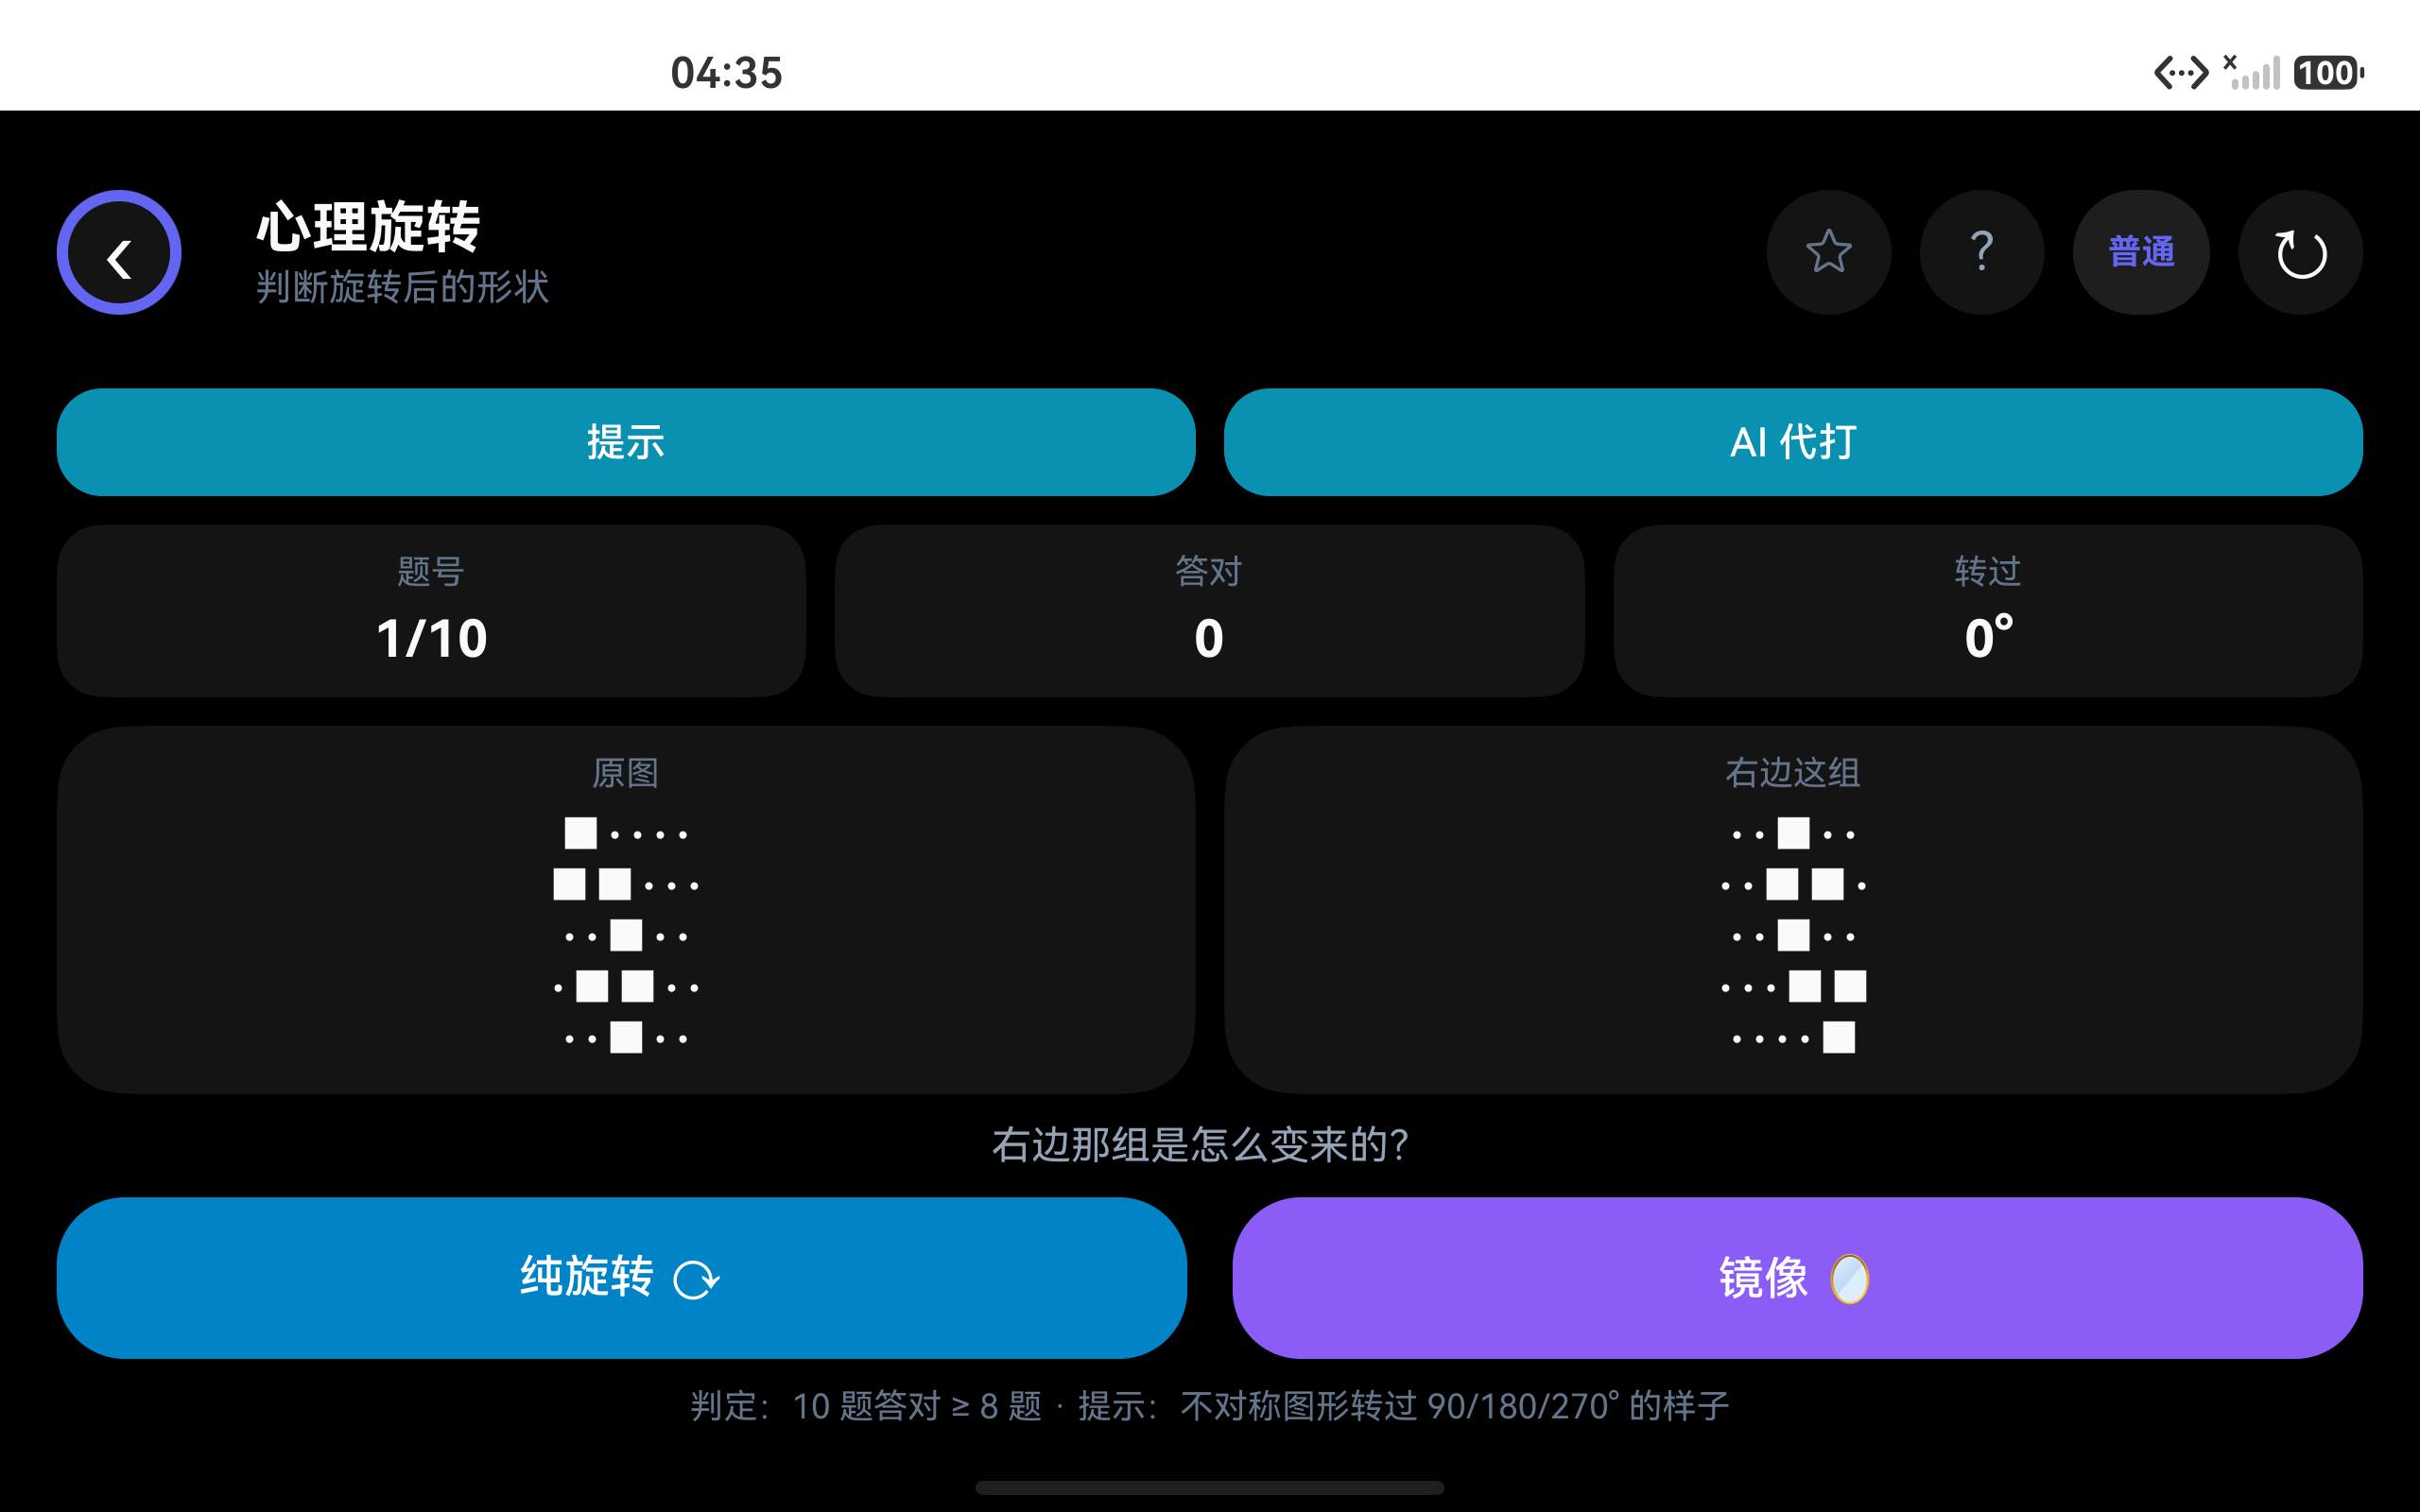 04:35
100
心理旋转
判断旋转后的形状
?
普通
提示
AI 代打
题号
答对
转过
1/10
0
0°
原图
右边这组
■····
■■···
··■··
·■■··
··■··
··■··
··■■·
··■··
···■■
····■
右边那组是怎么变来的?
纯旋转 ⟳
镜像 🪞
判定: 10 题答对 ≥ 8 题 · 提示: 不对称图形转过 90/180/270° 的样子